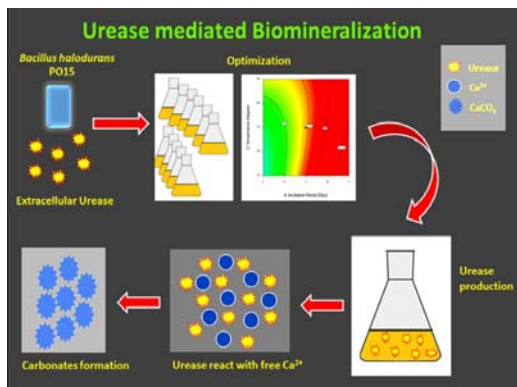 Urease mediated Biomineralization
Bacillus halodurans
PO15
Extracellular Urease
Optimization
Urease
Ca²⁺
CaCO₃
Urease
production
Urease react with free Ca²⁺
Carbonates formation